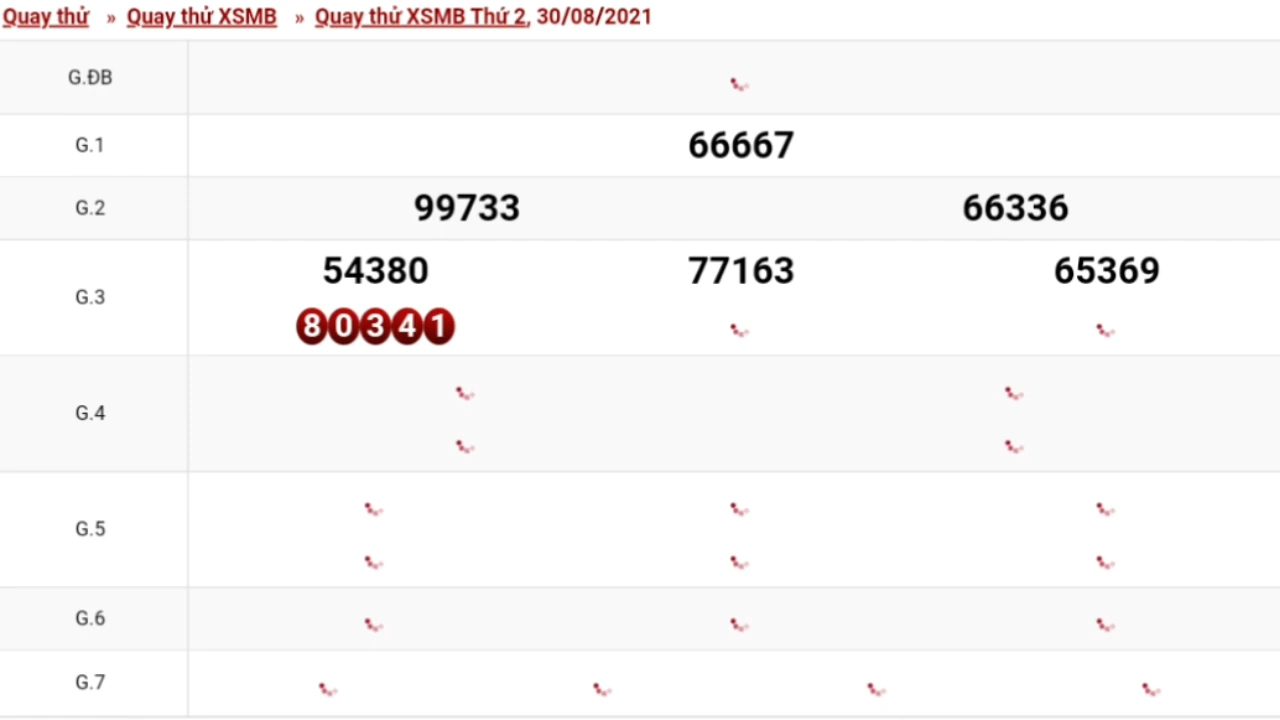 Quay thử » Quay thử XSMB » Quay thử XSMB Thứ 2, 30/08/2021
G.ĐB
G.1 66667
G.2 99733 66336
G.3 54380 77163 65369
80341
G.4
G.5
G.6
G.7